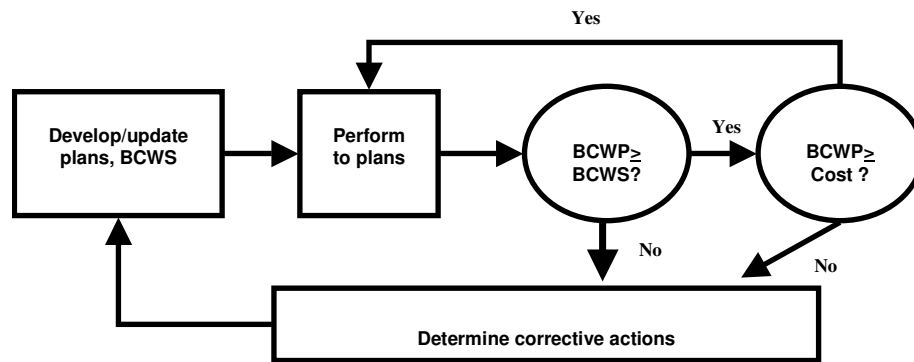 Yes
Develop/update
plans, BCWS
Perform
to plans
BCWP≥
BCWS?
Yes
BCWP≥
Cost ?
No
No
Determine corrective actions